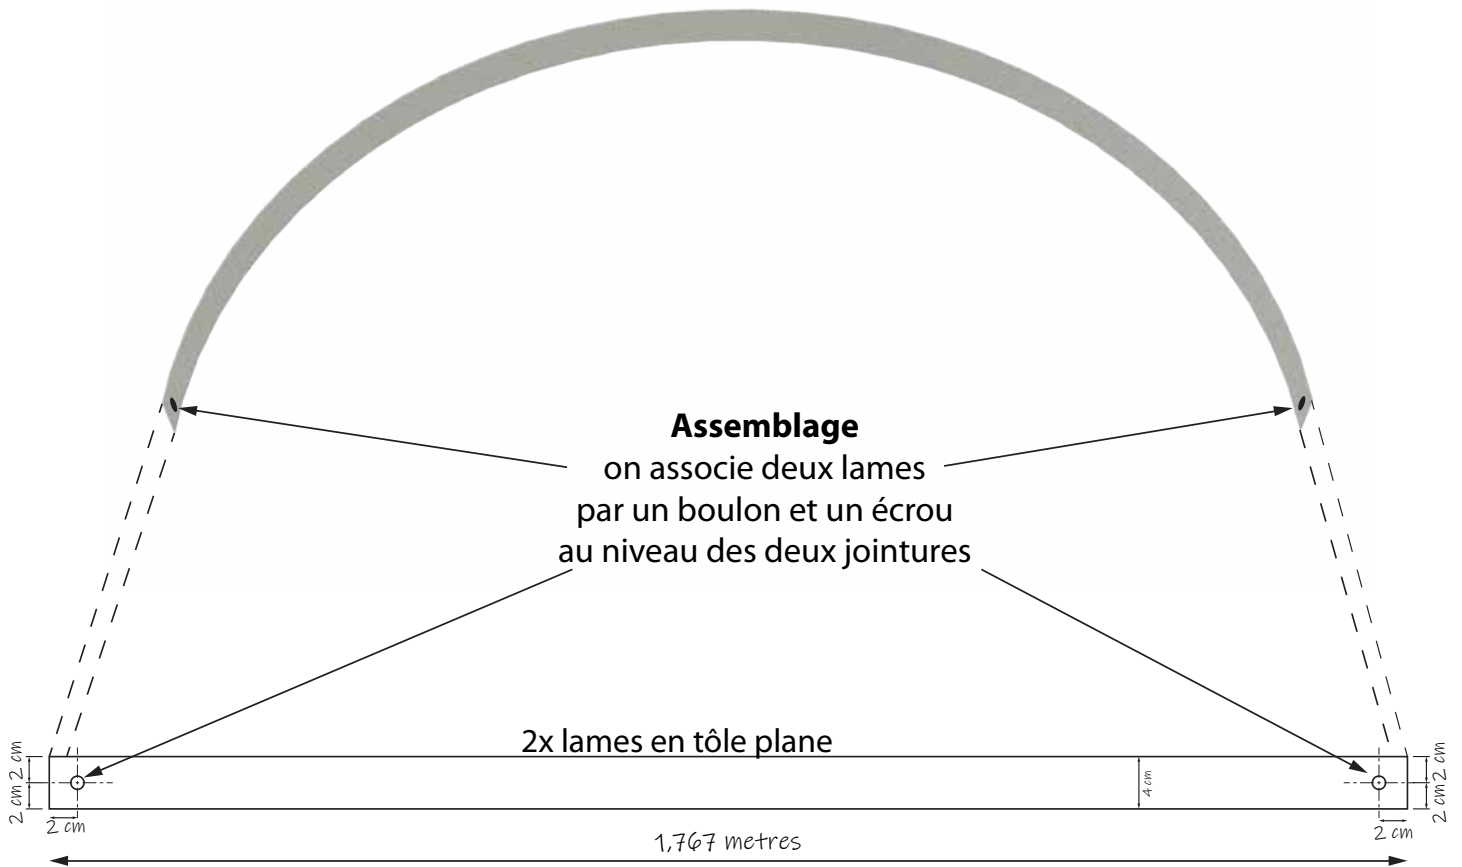 Assemblage
on associe deux lames
par un boulon et un écrou
au niveau des deux jointures
2x lames en tôle plane
2 cm
2 cm
2 cm
4 cm
2 cm
2 cm
2 cm
1,767 metres